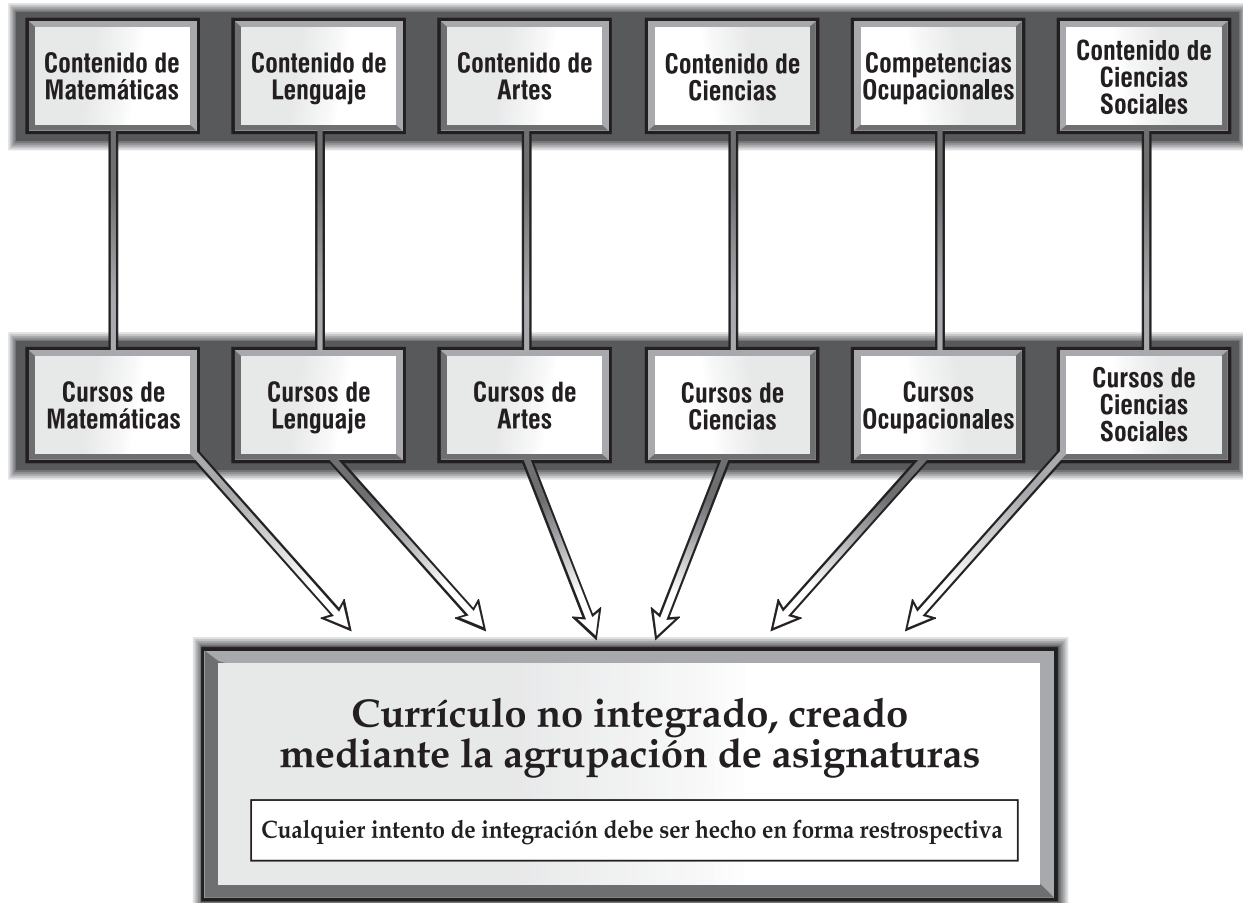 Contenido de
Matemáticas
Contenido de
Lenguaje
Contenido de
Artes
Contenido de
Ciencias
Competencias
Ocupacionales
Contenido de
Ciencias
Sociales
Cursos de
Matemáticas
Cursos de
Lenguaje
Cursos de
Artes
Cursos de
Ciencias
Cursos
Ocupacionales
Cursos de
Ciencias
Sociales
Currículo no integrado, creado
mediante la agrupación de asignaturas
Cualquier intento de integración debe ser hecho en forma restrospectiva